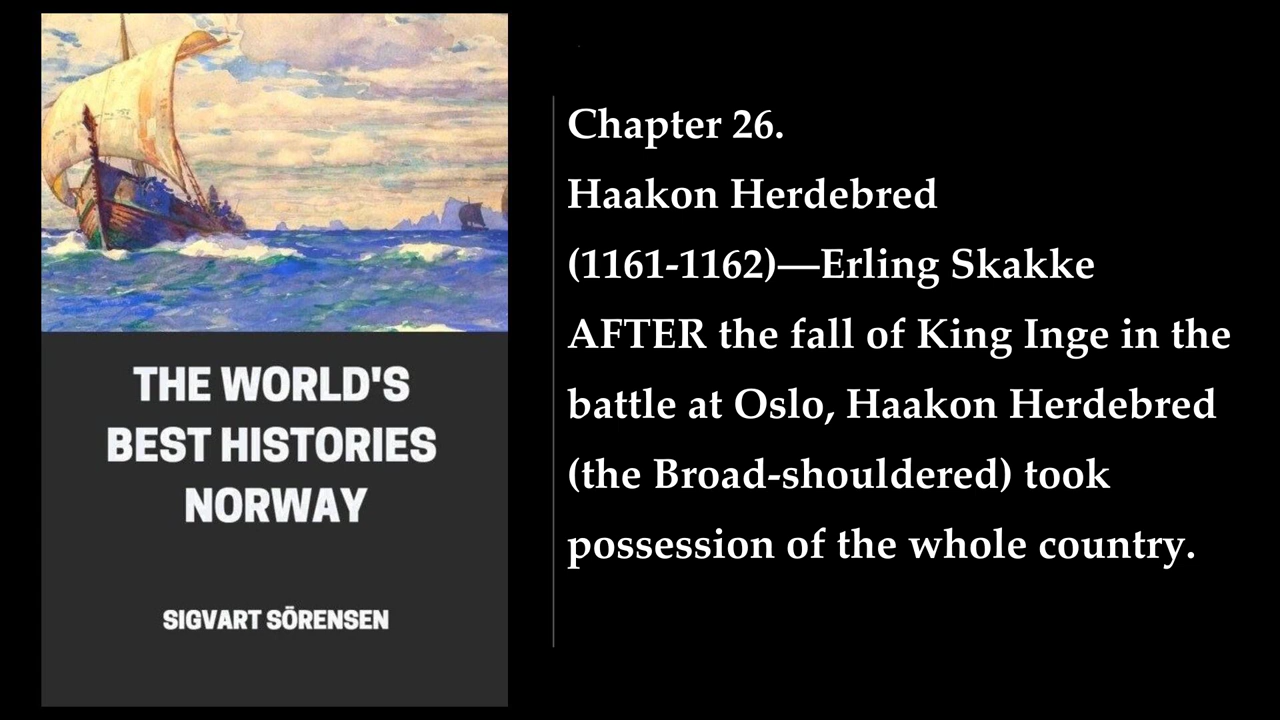 THE WORLD'S
BEST HISTORIES
NORWAY
SIGVART SÖRENSEN
Chapter 26.
Haakon Herdebred
(1161-1162)—Erling Skakke
AFTER the fall of King Inge in the
battle at Oslo, Haakon Herdebred
(the Broad-shouldered) took
possession of the whole country.